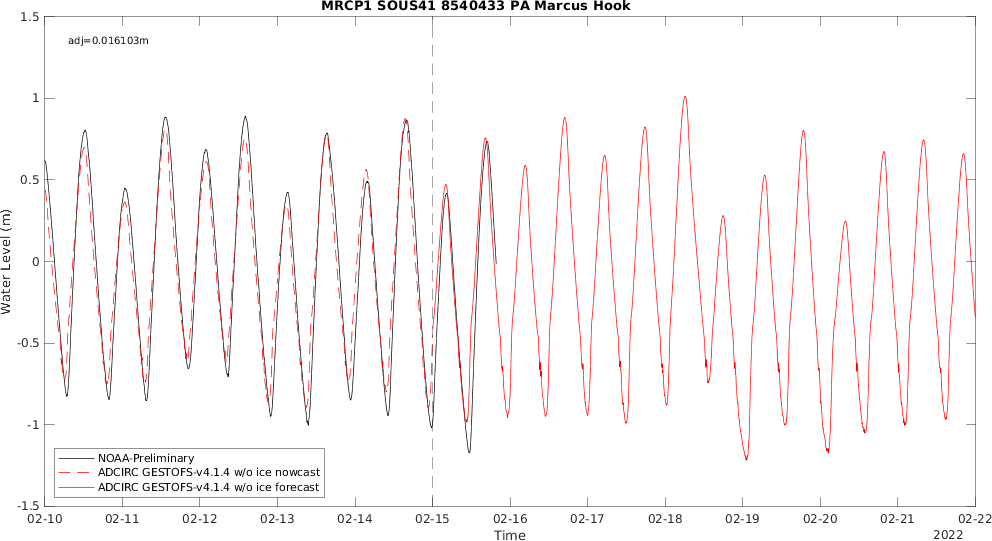 MRCP1 SOUS41 8540433 PA Marcus Hook
adj=0.016103m
1.5
1
0.5
0
-0.5
-1
-1.5
Water Level (m)
NOAA-Preliminary
ADCIRC GESTOFS-v4.1.4 w/o ice nowcast
ADCIRC GESTOFS-v4.1.4 w/o ice forecast
02-10 02-11 02-12 02-13 02-14 02-15 02-16 02-17 02-18 02-19 02-20 02-21 02-22
Time
2022